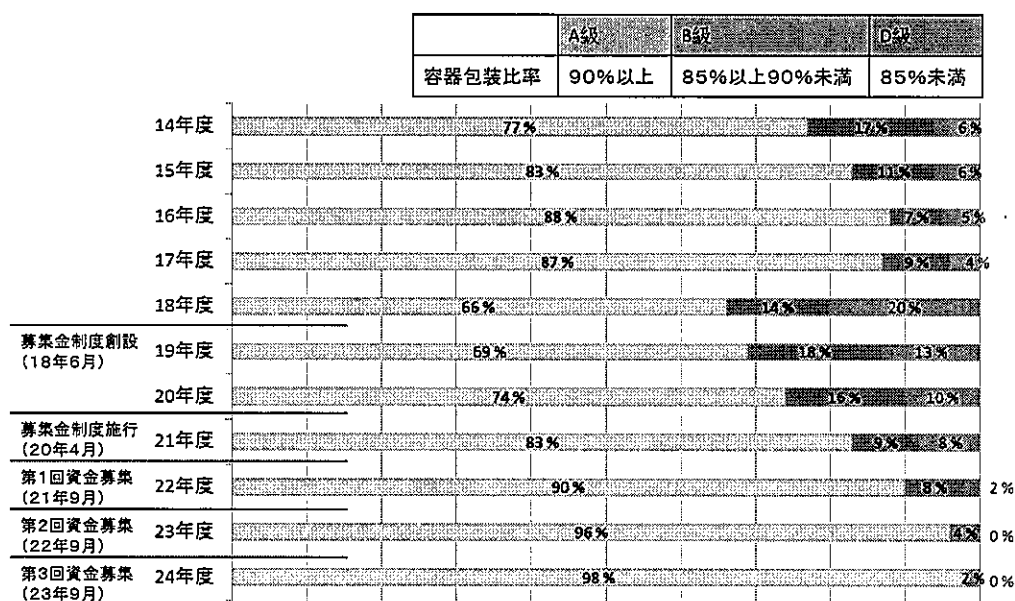 A級 B級 D級
容器包装比率 90%以上 85%以上90%未満 85%未満
14年度 77% 17% 6%
15年度 83% 11% 6%
16年度 88% 7% 5%
17年度 87% 9% 4%
18年度 66% 14% 20%
募集金制度創設
(18年6月)
19年度 69% 18% 13%
20年度 74% 16% 10%
募集金制度施行
(20年4月)
21年度 83% 9% 8%
第1回資金募集
(21年9月)
22年度 90% 8% 2%
第2回資金募集
(22年9月)
23年度 96% 4% 0%
第3回資金募集
(23年9月)
24年度 98% 2% 0%